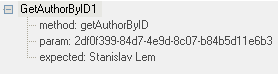 GetAuthorByID1
method: getAuthorByID
param: 2df0f399-84d7-4e9d-8c07-b84b5d11e6b3
expected: Stanislav Lem